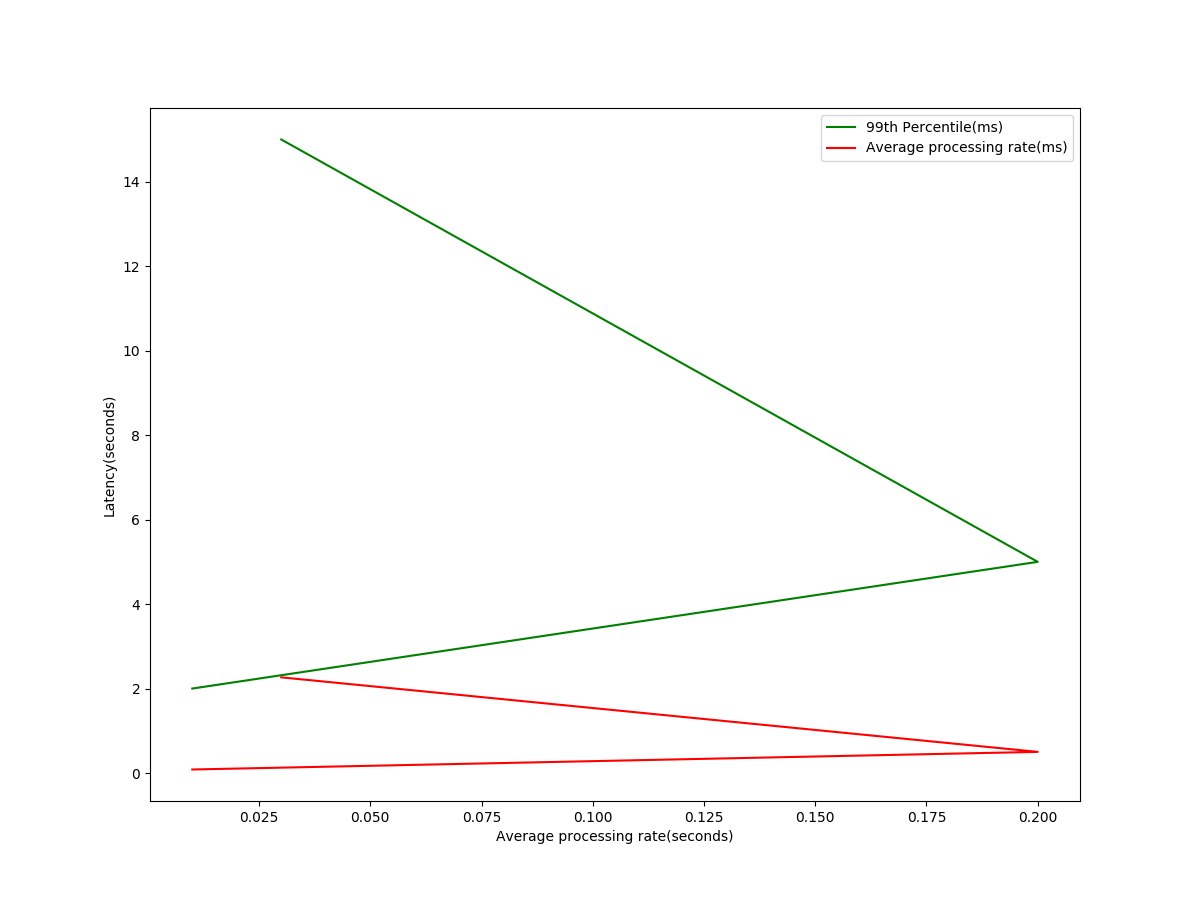 99th Percentile(ms)
Average processing rate(ms)
14
12
10
8
6
4
2
0
Latency(seconds)
0.025 0.050 0.075 0.100 0.125 0.150 0.175 0.200
Average processing rate(seconds)